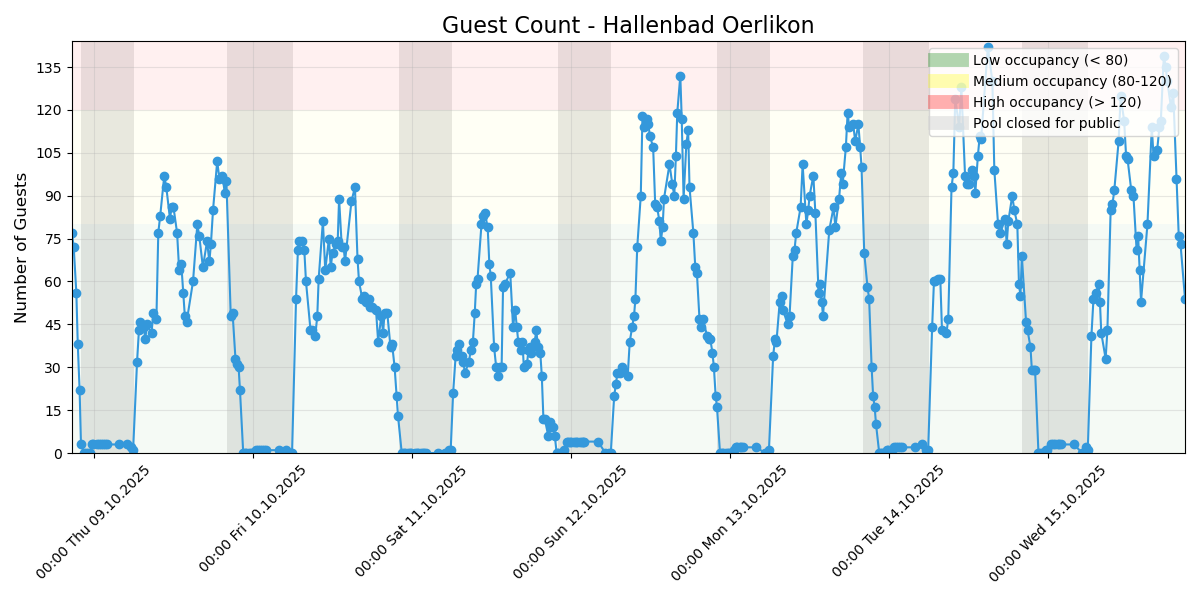 Guest Count - Hallenbad Oerlikon
Number of Guests
135
120
105
90
75
60
45
30
15
0
Low occupancy (< 80)
Medium occupancy (80-120)
High occupancy (> 120)
Pool closed for public
00:00 Thu 09.10.2025
00:00 Fri 10.10.2025
00:00 Sat 11.10.2025
00:00 Sun 12.10.2025
00:00 Mon 13.10.2025
00:00 Tue 14.10.2025
00:00 Wed 15.10.2025